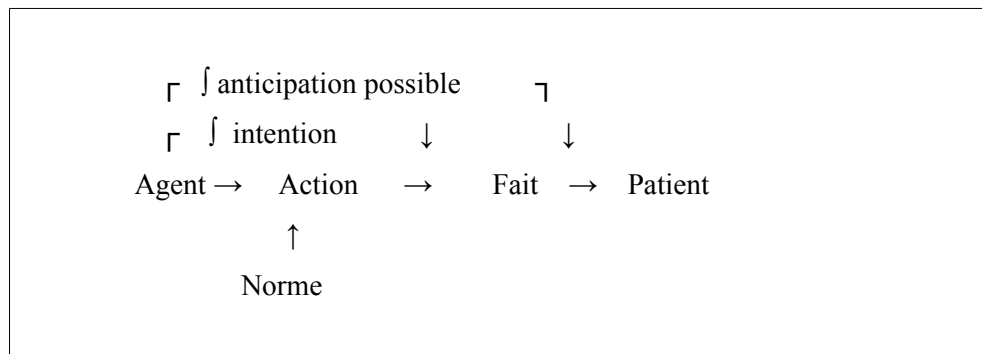 ┌ ∫ anticipation possible ┐
┌ ∫ intention ↓ ↓
Agent → Action → Fait → Patient
↑
Norme